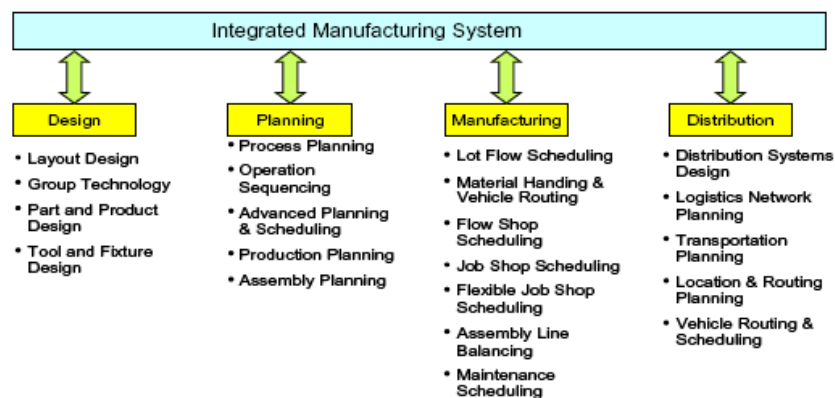 Integrated Manufacturing System
Design
• Layout Design
• Group Technology
• Part and Product
Design
• Tool and Fixture
Design
Planning
• Process Planning
• Operation
Sequencing
• Advanced Planning
& Scheduling
• Production Planning
• Assembly Planning
Manufacturing
• Lot Flow Scheduling
• Material Handing &
Vehicle Routing
• Flow Shop
Scheduling
• Job Shop Scheduling
• Flexible Job Shop
Scheduling
• Assembly Line
Balancing
• Maintenance
Scheduling
Distribution
• Distribution Systems
Design
• Logistics Network
Planning
• Transportation
Planning
• Location & Routing
Planning
• Vehicle Routing &
Scheduling